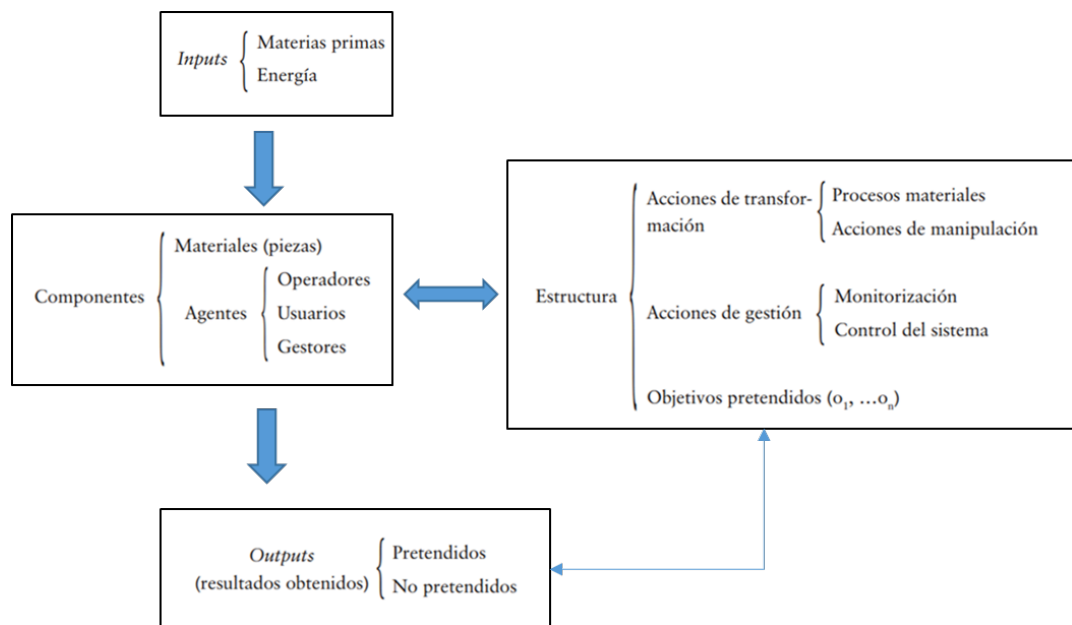 Inputs
Materias primas
Energía
Componentes
Materiales (piezas)
Agentes
Operadores
Usuarios
Gestores
Estructura
Acciones de transfor-
mación
Procesos materiales
Acciones de manipulación
Acciones de gestión
Monitorización
Control del sistema
Objetivos pretendidos (o₁, ...oₙ)
Outputs
(resultados obtenidos)
Pretendidos
No pretendidos